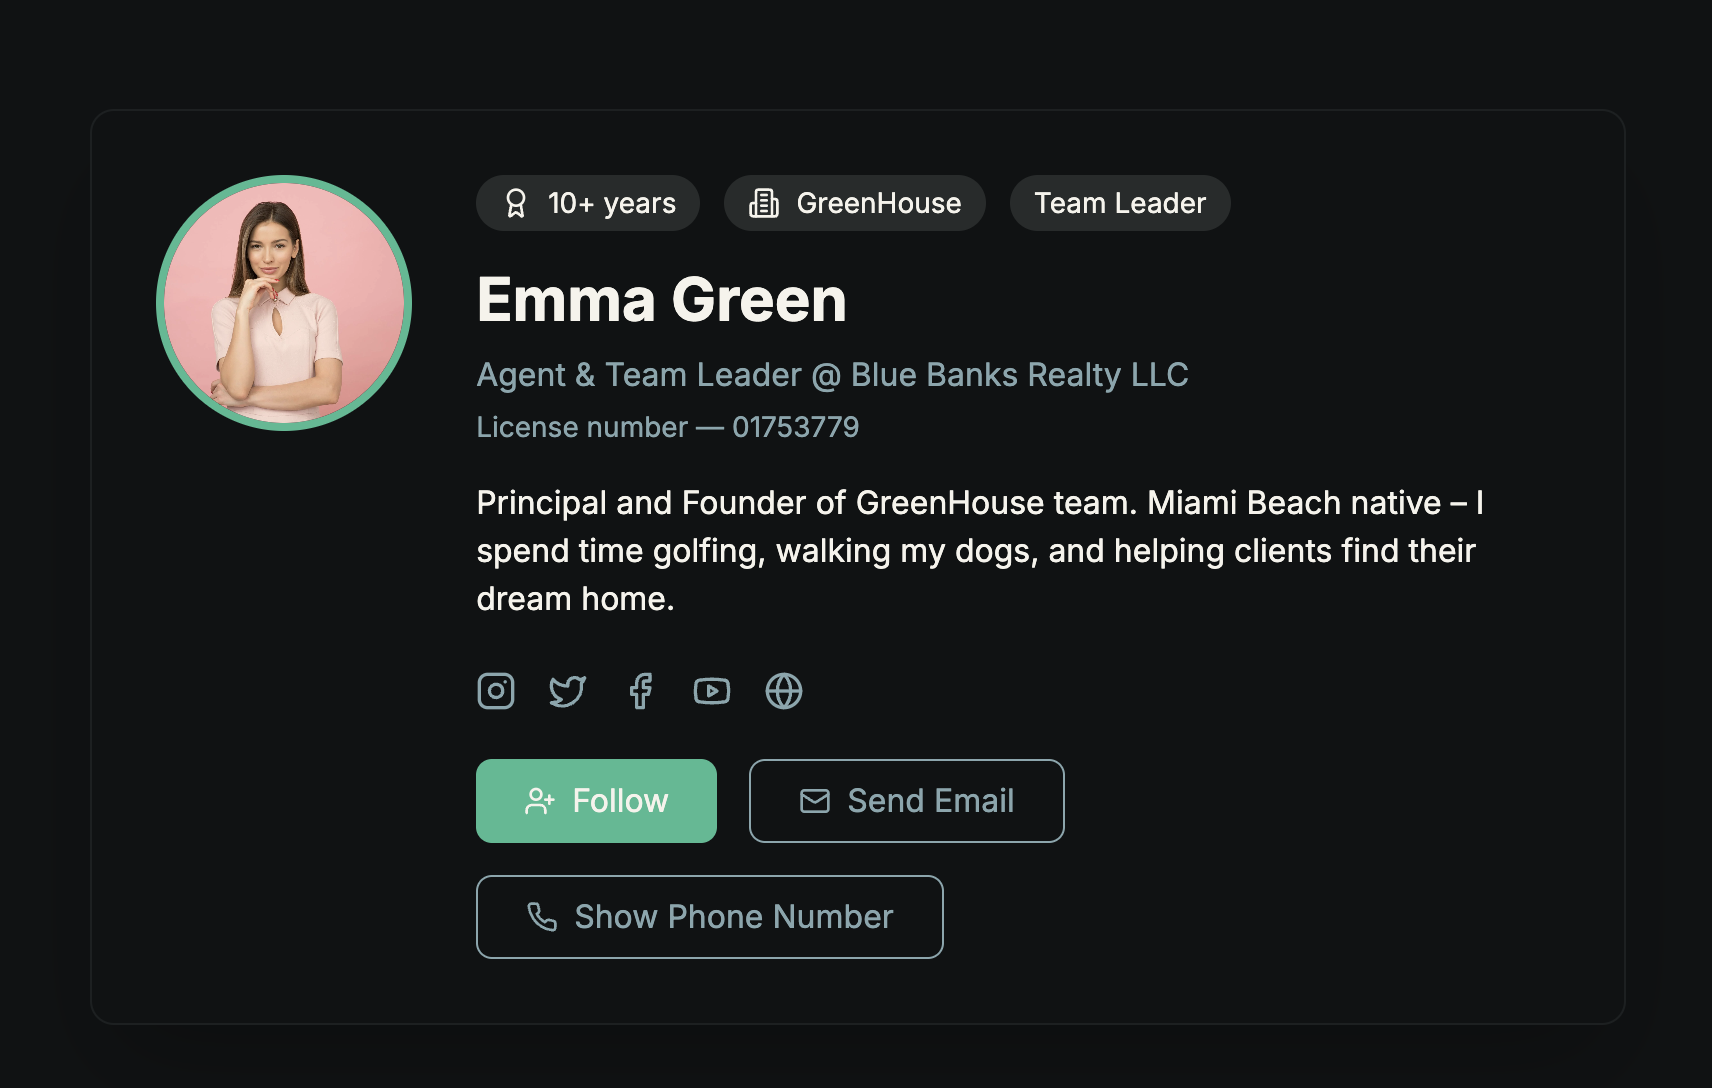 10+ years
GreenHouse
Team Leader
Emma Green
Agent & Team Leader @ Blue Banks Realty LLC
License number — 01753779
Principal and Founder of GreenHouse team. Miami Beach native – I
spend time golfing, walking my dogs, and helping clients find their
dream home.
Follow
Send Email
Show Phone Number